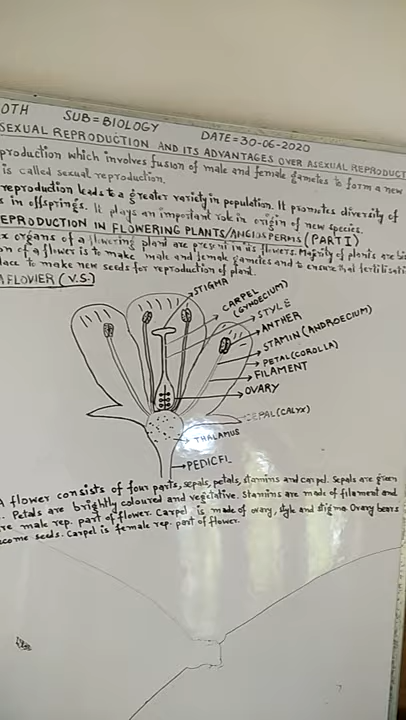 OTH SUB=BIOLOGY DATE=30-06-2020
SEXUAL REPRODUCTION AND ITS ADVANTAGES OVER ASEXUAL REPRODUCT
production which involves fusion of male and female gametes to form a new
is called sexual reproduction.
reproduction leads to a greater variety in population. It promotes diversity of
s in offsprings. It plays an important role in origin of new species.
EPRODUCTION IN FLOWERING PLANTS/ANGIOSPERMS (PART I)
x organs of a flowering plant are present in its flowers. Majority of plants are bis
on of a flower is to make male and female gametes and to ensure that fertilisati
lace to make new seeds for reproduction of plant.
A FLOWER (V.S.)
STIGMA
CARPEL
(GYNOECIUM)
STYLE
ANTHER
STAMIN (ANDROECIUM)
PETAL (COROLLA)
FILAMENT
OVARY
CEPAL (CALYX)
THALAMUS
PEDICEL
A flower consists of four parts, sepals, petals, stamins and carpel. Sepals are green
. Petals are brightly coloured and vegetative. Stamins are made of filament and
re male rep. part of flower. Carpel is made of ovary, style and stigma. Ovary bears
come seeds. Carpel is female rep. part of flower.